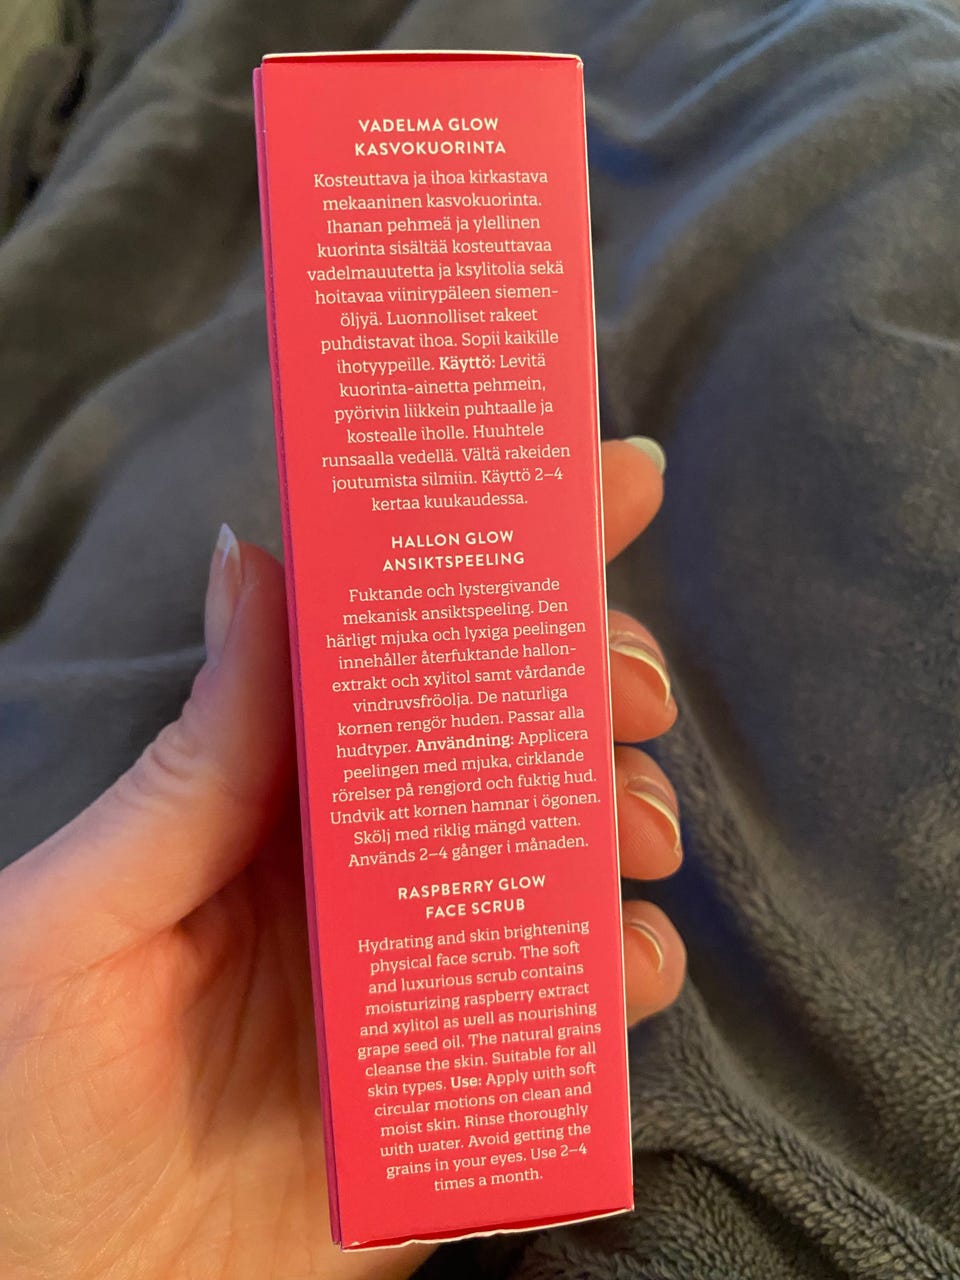 VADELMA GLOW
KASVOKUORINTA
Kosteuttava ja ihoa kirkastava
mekaaninen kasvokuorinta.
Ihanan pehmeä ja ylellinen
kuorinta sisältää kosteuttavaa
vadelmauutetta ja ksylitolia sekä
hoitavaa viinirypäleen siemen-
öljyä. Luonnolliset rakeet
puhdistavat ihoa. Sopii kaikille
ihotyypeille. Käyttö: Levitä
kuorinta-ainetta pehmein,
pyörivin liikkein puhtaalle ja
kostealle iholle. Huuhtele
runsaalla vedellä. Vältä rakeiden
joutumista silmiin. Käyttö 2–4
kertaa kuukaudessa.
HALLON GLOW
ANSIKTSPEELING
Fuktande och lystergivande
mekanisk ansiktspeeling. Den
härligt mjuka och lyxiga peelingen
innehåller återfuktande hallon-
extrakt och xylitol samt vårdande
vindruvsfröolja. De naturliga
kornen rengör huden. Passar alla
hudtyper. Användning: Applicera
peelingen med mjuka, cirklande
rörelser på rengjord och fuktig hud.
Undvik att kornen hamnar i ögonen.
Skölj med riklig mängd vatten.
Används 2–4 gånger i månaden.
RASPBERRY GLOW
FACE SCRUB
Hydrating and skin brightening
physical face scrub. The soft
and luxurious scrub contains
moisturizing raspberry extract
and xylitol as well as nourishing
grape seed oil. The natural grains
cleanse the skin. Suitable for all
skin types. Use: Apply with soft
circular motions on clean and
moist skin. Rinse thoroughly
with water. Avoid getting the
grains in your eyes. Use 2–4
times a month.